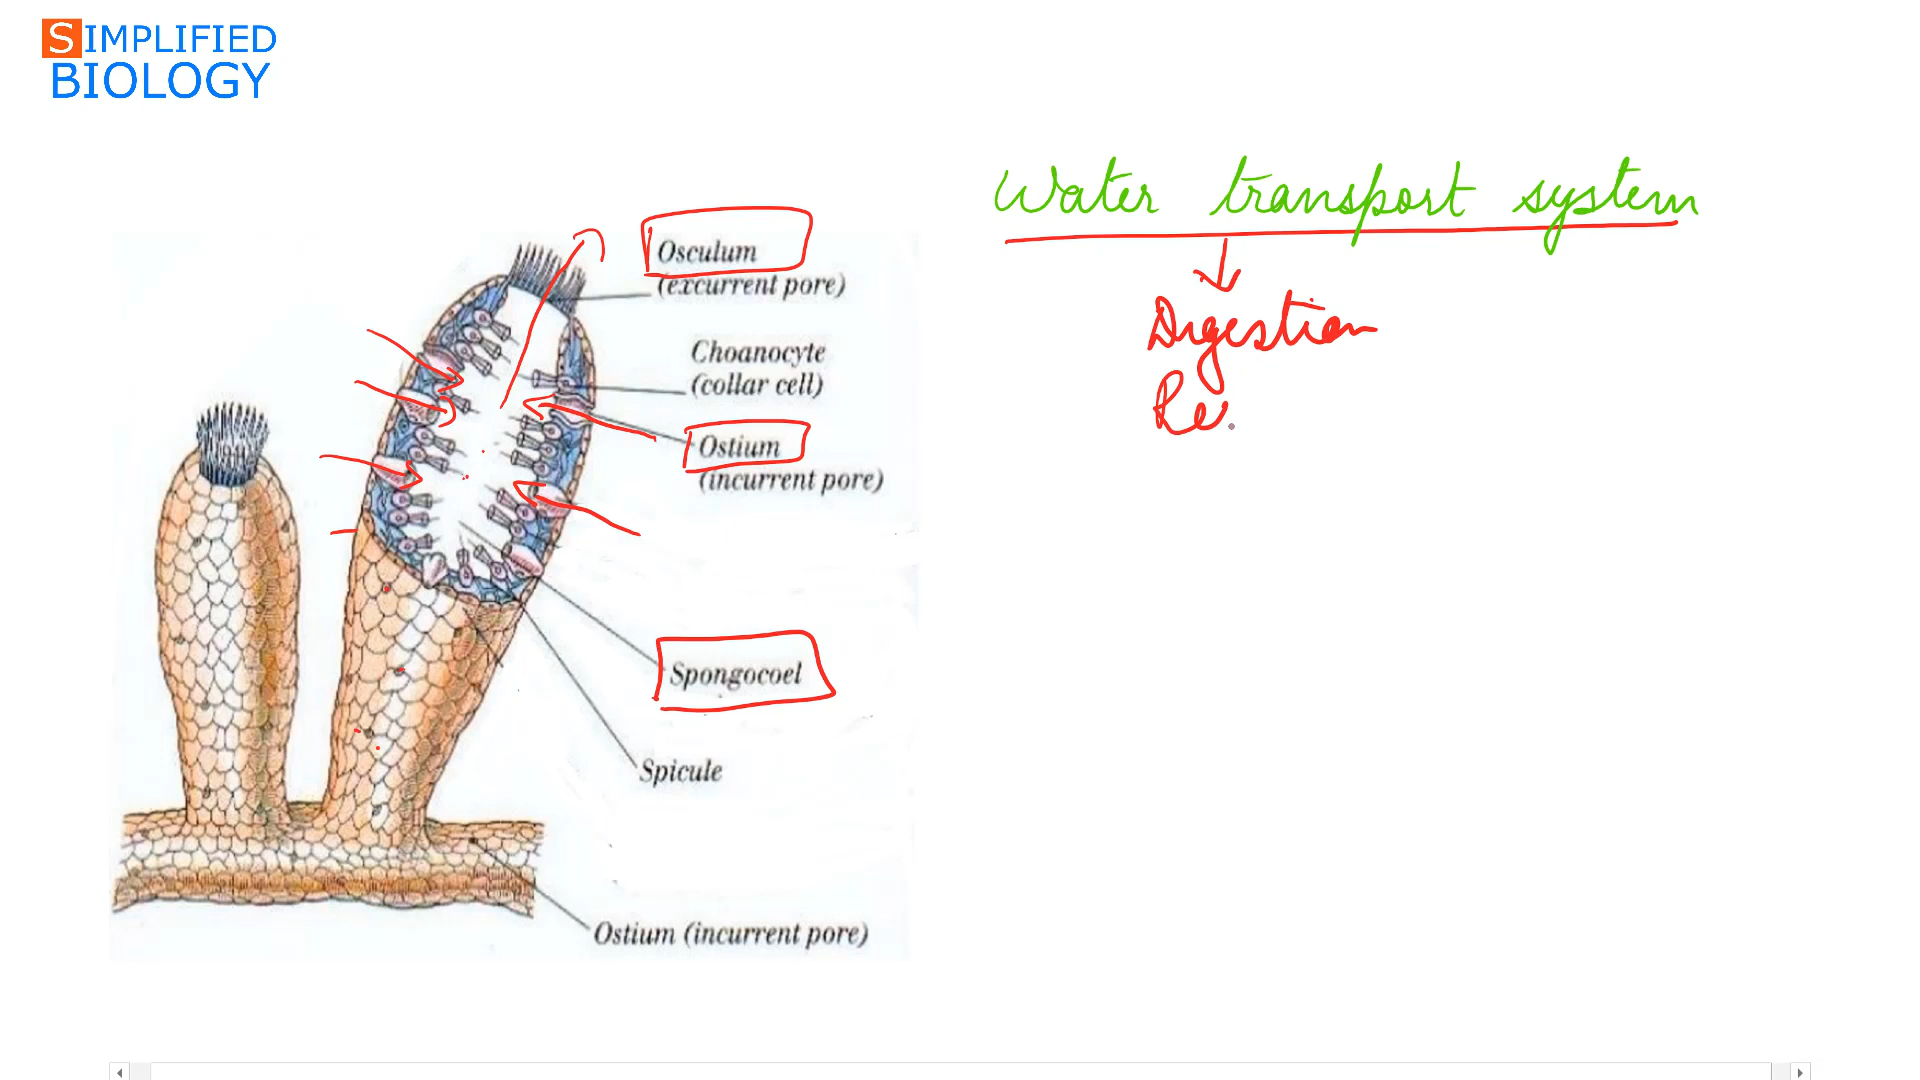 SIMPLIFIED
BIOLOGY
Water transport system
Digestion
Re
Osculum
(excurrent pore)
Choanocyte
(collar cell)
Ostium
(incurrent pore)
Spongocoel
Spicule
Ostium (incurrent pore)